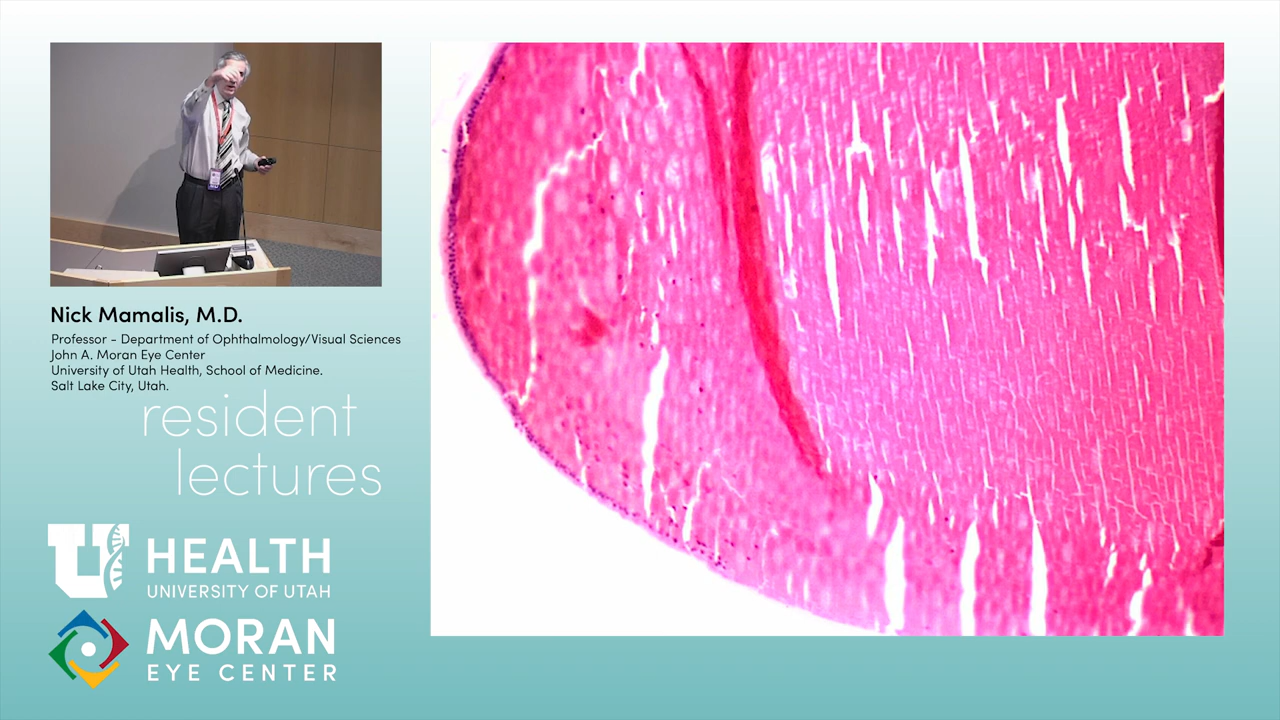 Nick Mamalis, M.D.
Professor - Department of Ophthalmology/Visual Sciences
John A. Moran Eye Center
University of Utah Health, School of Medicine.
Salt Lake City, Utah.
resident
lectures
U HEALTH
UNIVERSITY OF UTAH
MORAN
EYE CENTER